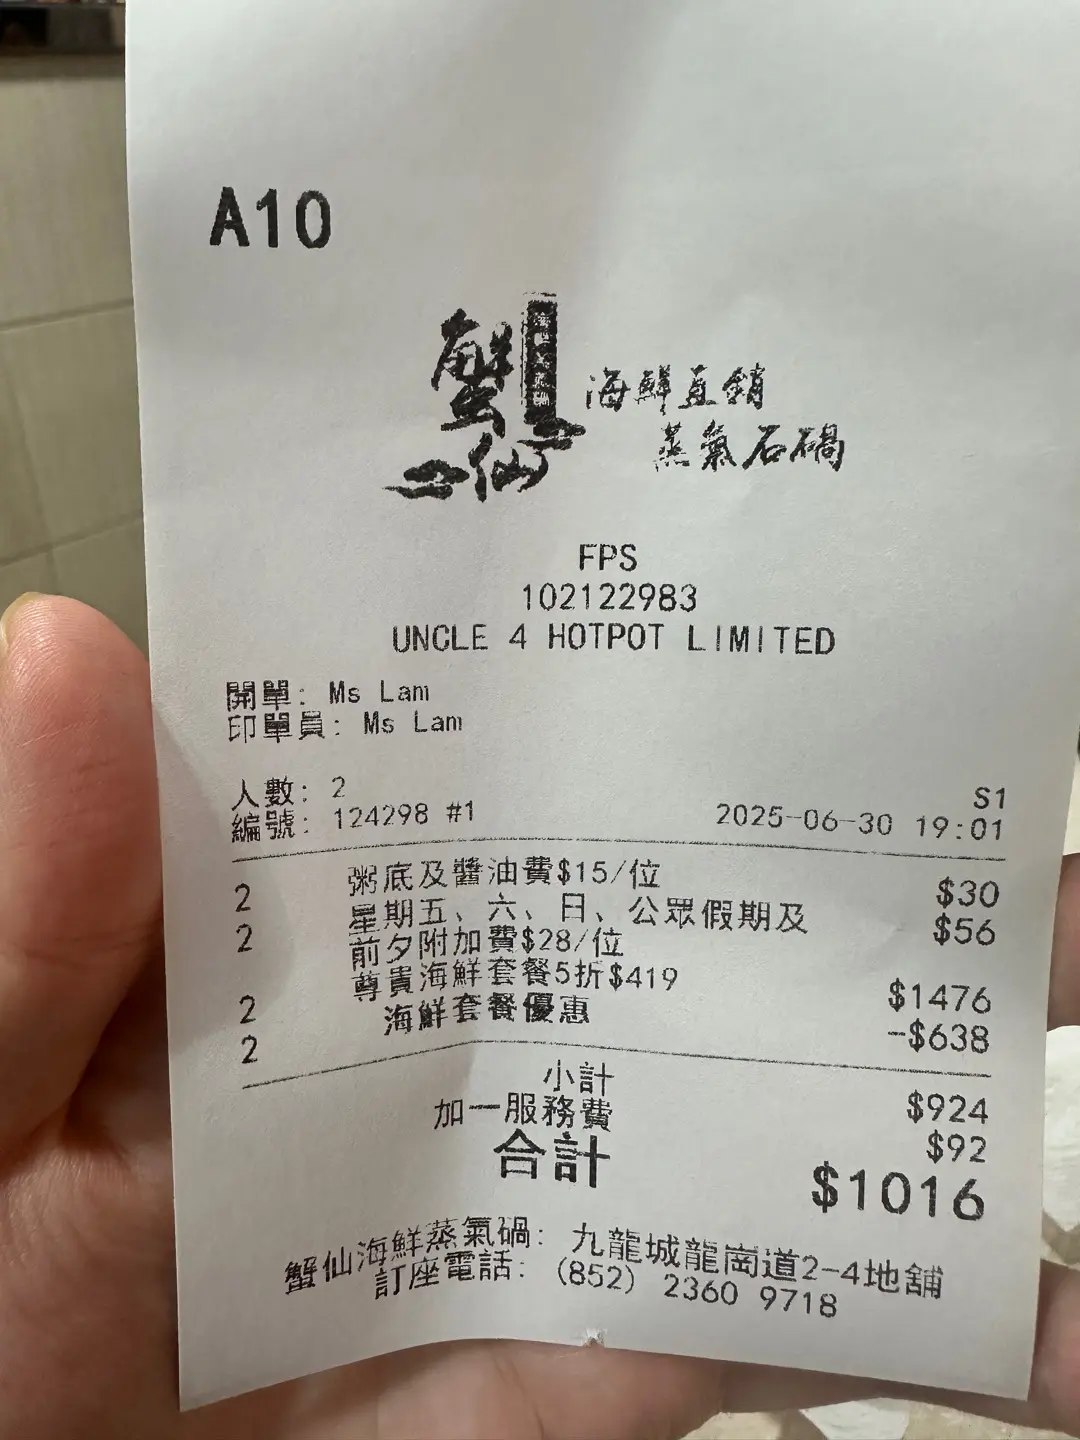 A10
蟹仙
海鮮直銷
蒸氣石鍋
FPS
102122983
UNCLE 4 HOTPOT LIMITED
開單: Ms Lam
印單員: Ms Lam
人數: 2 S1
編號: 124298 #1 2025-06-30 19:01
2 粥底及醬油費$15/位 $30
2 星期五、六、日、公眾假期及 $56
前夕附加費$28/位
2 尊貴海鮮套餐5折$419 $1476
2 海鮮套餐優惠 -$638
小計 $924
加一服務費 $92
合計 $1016
蟹仙海鮮蒸氣鍋: 九龍城龍崗道2-4地舖
訂座電話: (852) 2360 9718